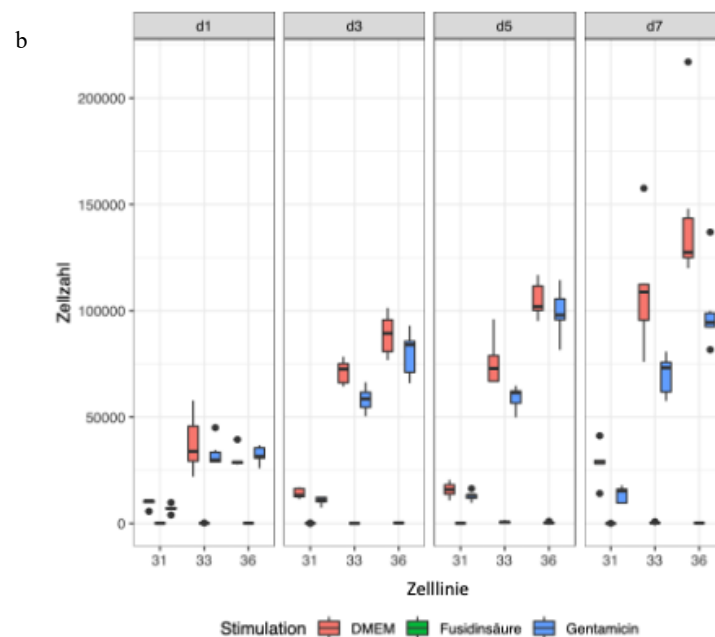 b
d1 d3 d5 d7
200000
150000
100000
50000
0
Zellzahl
31 33 36 31 33 36 31 33 36 31 33 36
Zelllinie
Stimulation DMEM Fusidinsäure Gentamicin